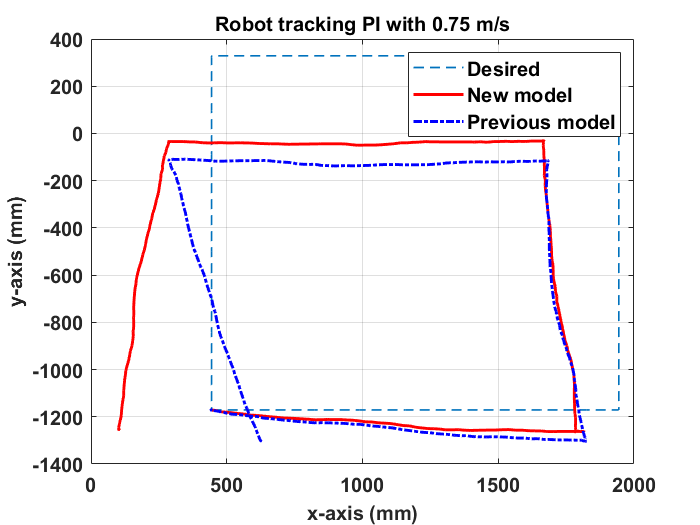 Robot tracking PI with 0.75 m/s
400
200
0
-200
-400
-600
-800
-1000
-1200
-1400
y-axis (mm)
Desired
New model
Previous model
0
500
1000
1500
2000
x-axis (mm)